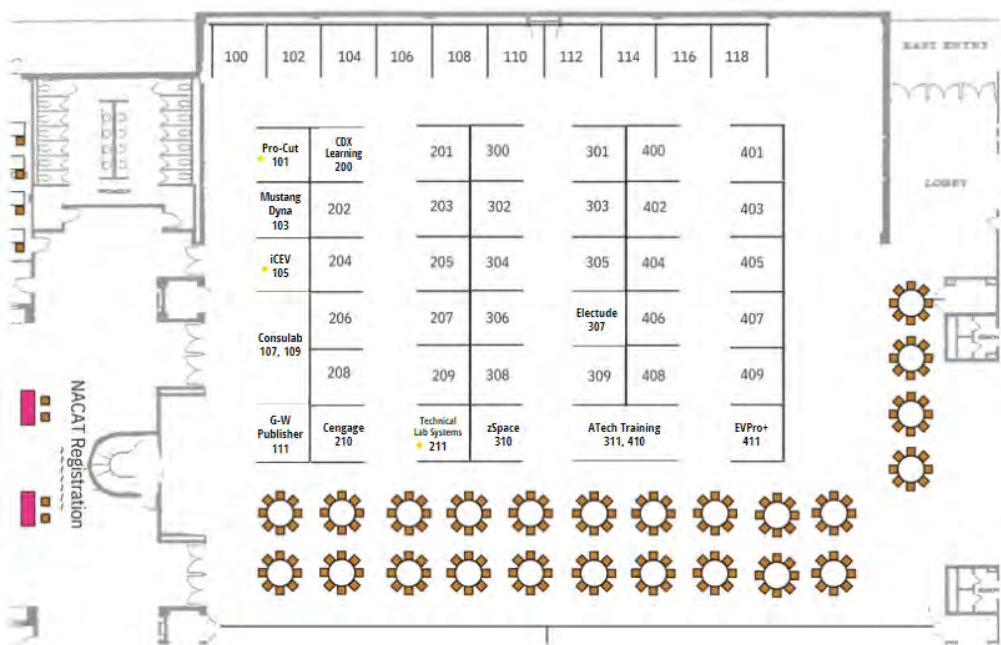 EAST ENTRY
100 102 104 106 108 110 112 114 116 118
Pro-Cut
101
CDX
Learning
200
201 300 301 400 401
LOBBY
Mustang
Dyna
103
202 203 302 303 402 403
iCEV
105
204 205 304 305 404 405
Consulab
107, 109
206 207 306
Electude
307
406 407
208 209 308 309 408 409
NACAT Registration
G-W
Publisher
111
Cengage
210
Technical
Lab Systems
211
zSpace
310
ATech Training
311, 410
EVPro+
411